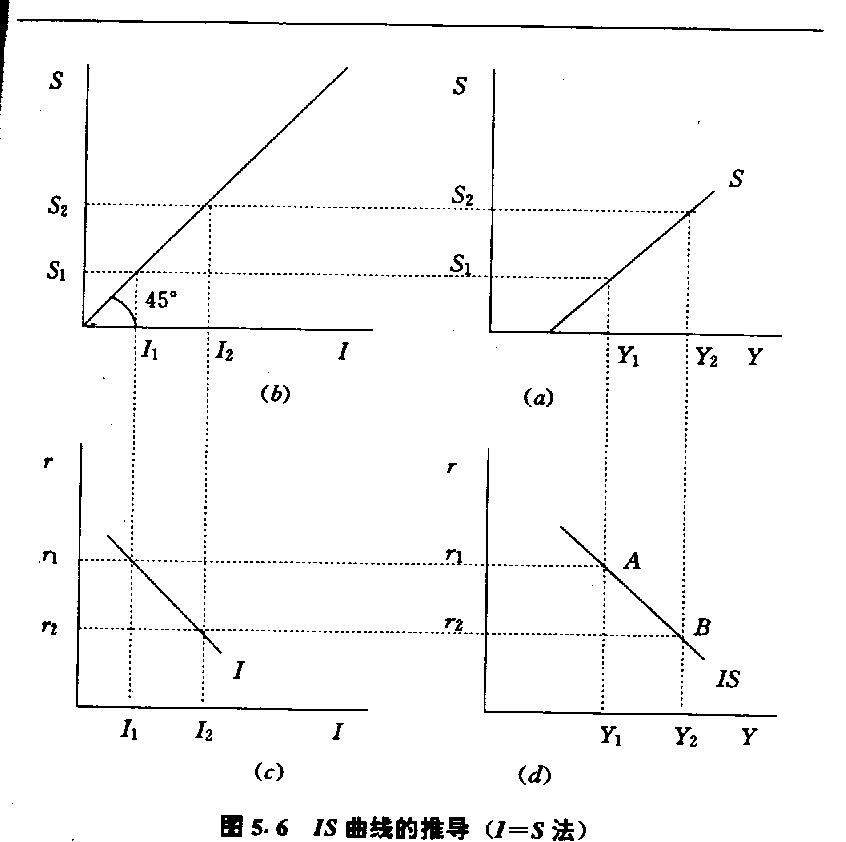 S
S
S
S₂
S₂
S₁
S₁
45°
I₁ I₂ I
Y₁ Y₂ Y
(b)
(a)
r
r
r₁
r₁
A
r₂
r₂
B
I
IS
I₁ I₂ I
Y₁ Y₂ Y
(c)
(d)
图 5.6 IS 曲线的推导（I=S 法）